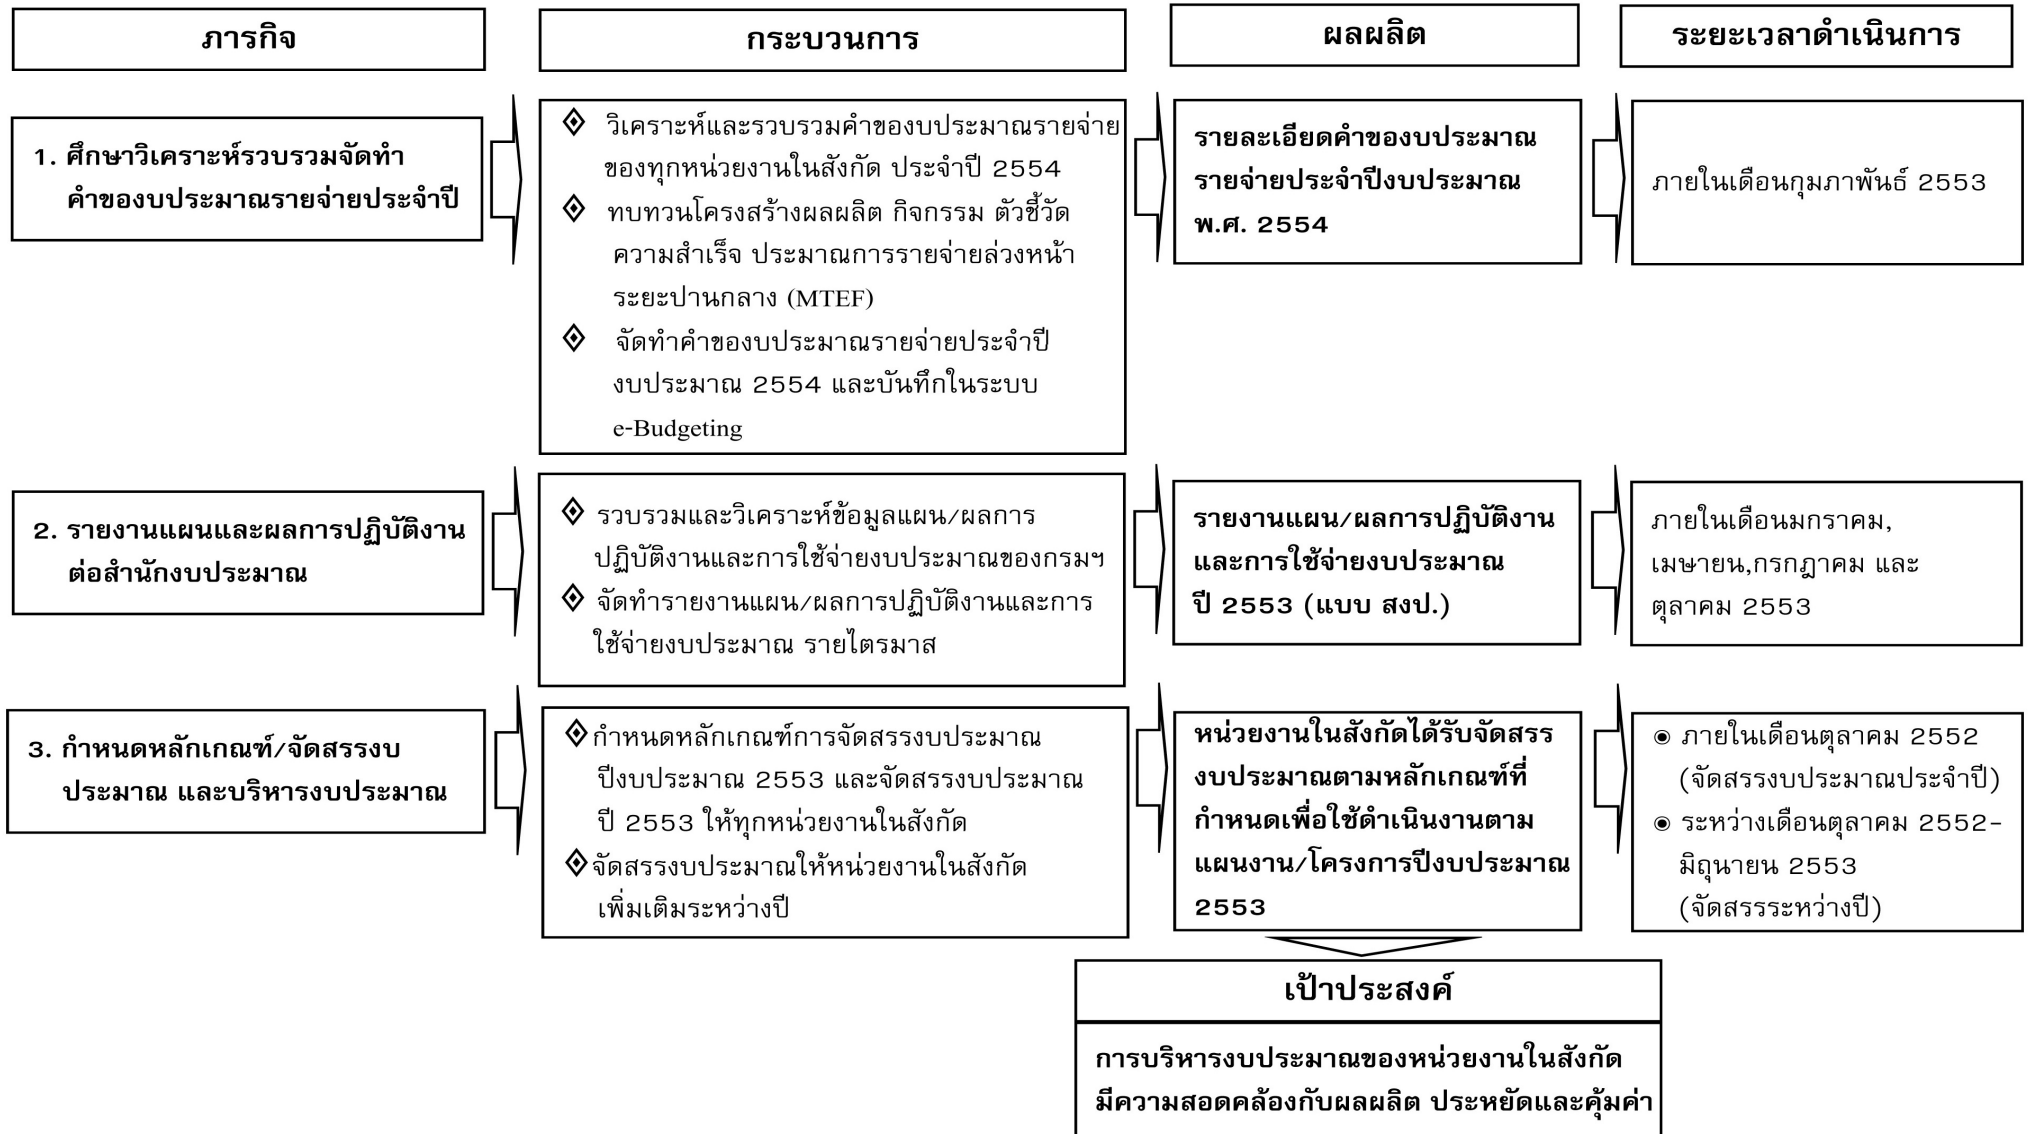 ภารกิจ
กระบวนการ
ผลผลิต
ระยะเวลาดำเนินการ
1. ศึกษาวิเคราะห์รวบรวมจัดทำ
คำของบประมาณรายจ่ายประจำปี
วิเคราะห์และรวบรวมคำของบประมาณรายจ่าย
ของทุกหน่วยงานในสังกัด ประจำปี 2554
ทบทวนโครงสร้างผลผลิต กิจกรรม ตัวชี้วัด
ความสำเร็จ ประมาณการรายจ่ายล่วงหน้า
ระยะปานกลาง (MTEF)
จัดทำคำของบประมาณรายจ่ายประจำปี
งบประมาณ 2554 และบันทึกในระบบ
e-Budgeting
รายละเอียดคำของบประมาณ
รายจ่ายประจำปีงบประมาณ
พ.ศ. 2554
ภายในเดือนกุมภาพันธ์ 2553
2. รายงานแผนและผลการปฏิบัติงาน
ต่อสำนักงบประมาณ
รวบรวมและวิเคราะห์ข้อมูลแผน/ผลการ
ปฏิบัติงานและการใช้จ่ายงบประมาณของกรมฯ
จัดทำรายงานแผน/ผลการปฏิบัติงานและการ
ใช้จ่ายงบประมาณ รายไตรมาส
รายงานแผน/ผลการปฏิบัติงาน
และการใช้จ่ายงบประมาณ
ปี 2553 (แบบ สงป.)
ภายในเดือนมกราคม,
เมษายน,กรกฎาคม และ
ตุลาคม 2553
3. กำหนดหลักเกณฑ์/จัดสรรงบ
ประมาณ และบริหารงบประมาณ
กำหนดหลักเกณฑ์การจัดสรรงบประมาณ
ปีงบประมาณ 2553 และจัดสรรงบประมาณ
ปี 2553 ให้ทุกหน่วยงานในสังกัด
จัดสรรงบประมาณให้หน่วยงานในสังกัด
เพิ่มเติมระหว่างปี
หน่วยงานในสังกัดได้รับจัดสรร
งบประมาณตามหลักเกณฑ์ที่
กำหนดเพื่อใช้ดำเนินงานตาม
แผนงาน/โครงการปีงบประมาณ
2553
ภายในเดือนตุลาคม 2552
(จัดสรรงบประมาณประจำปี)
ระหว่างเดือนตุลาคม 2552-
มิถุนายน 2553
(จัดสรรระหว่างปี)
เป้าประสงค์
การบริหารงบประมาณของหน่วยงานในสังกัด
มีความสอดคล้องกับผลผลิต ประหยัดและคุ้มค่า